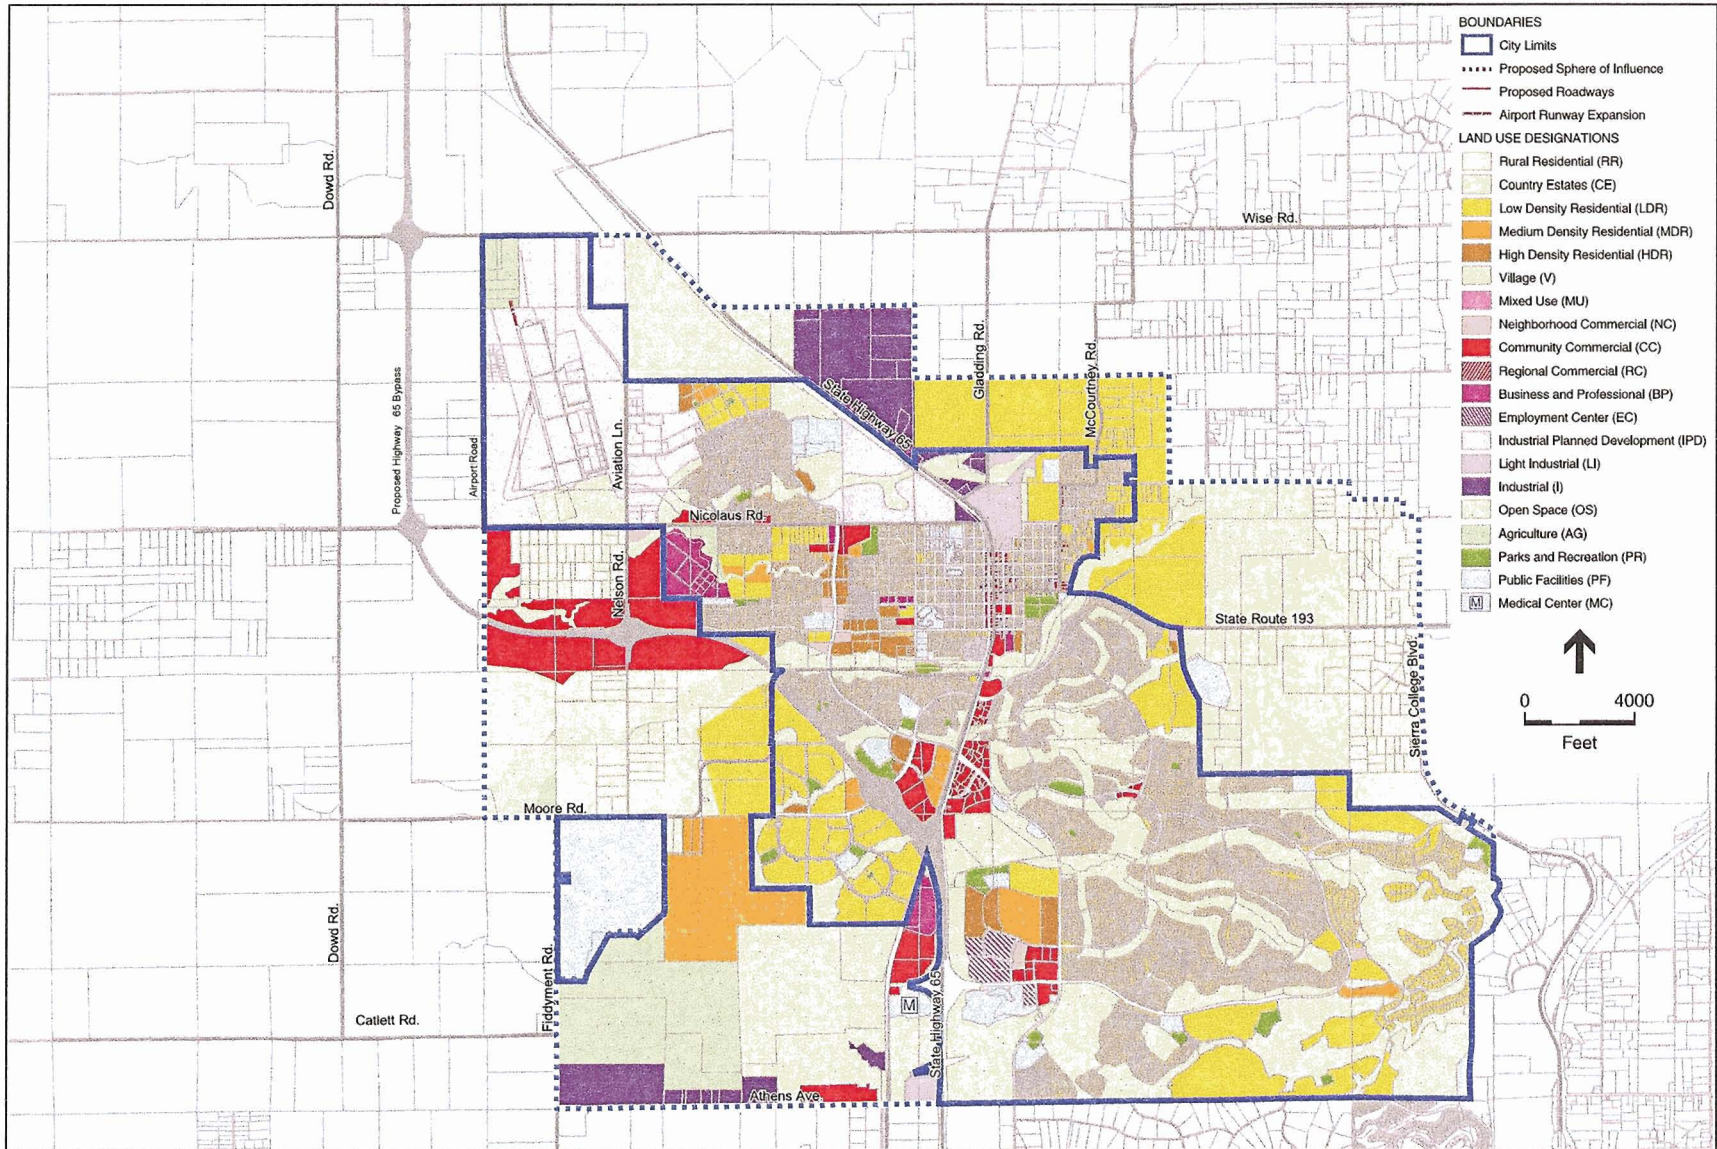 BOUNDARIES
City Limits
Proposed Sphere of Influence
Proposed Roadways
Airport Runway Expansion
LAND USE DESIGNATIONS
Rural Residential (RR)
Country Estates (CE)
Low Density Residential (LDR)
Medium Density Residential (MDR)
High Density Residential (HDR)
Village (V)
Mixed Use (MU)
Neighborhood Commercial (NC)
Community Commercial (CC)
Regional Commercial (RC)
Business and Professional (BP)
Employment Center (EC)
Industrial Planned Development (IPD)
Light Industrial (LI)
Industrial (I)
Open Space (OS)
Agriculture (AG)
Parks and Recreation (PR)
Public Facilities (PF)
M Medical Center (MC)
0 4000
Feet
Dowd Rd.
Wise Rd.
Gladding Rd.
McCourtney Rd.
State Highway 65
Proposed Highway 65 Bypass
Airport Road
Aviation Ln.
Nicolaus Rd.
Nelson Rd.
State Route 193
Sierra College Blvd.
Moore Rd.
Dowd Rd.
Fiddyment Rd.
Catlett Rd.
M
State Highway 65
Athens Ave.